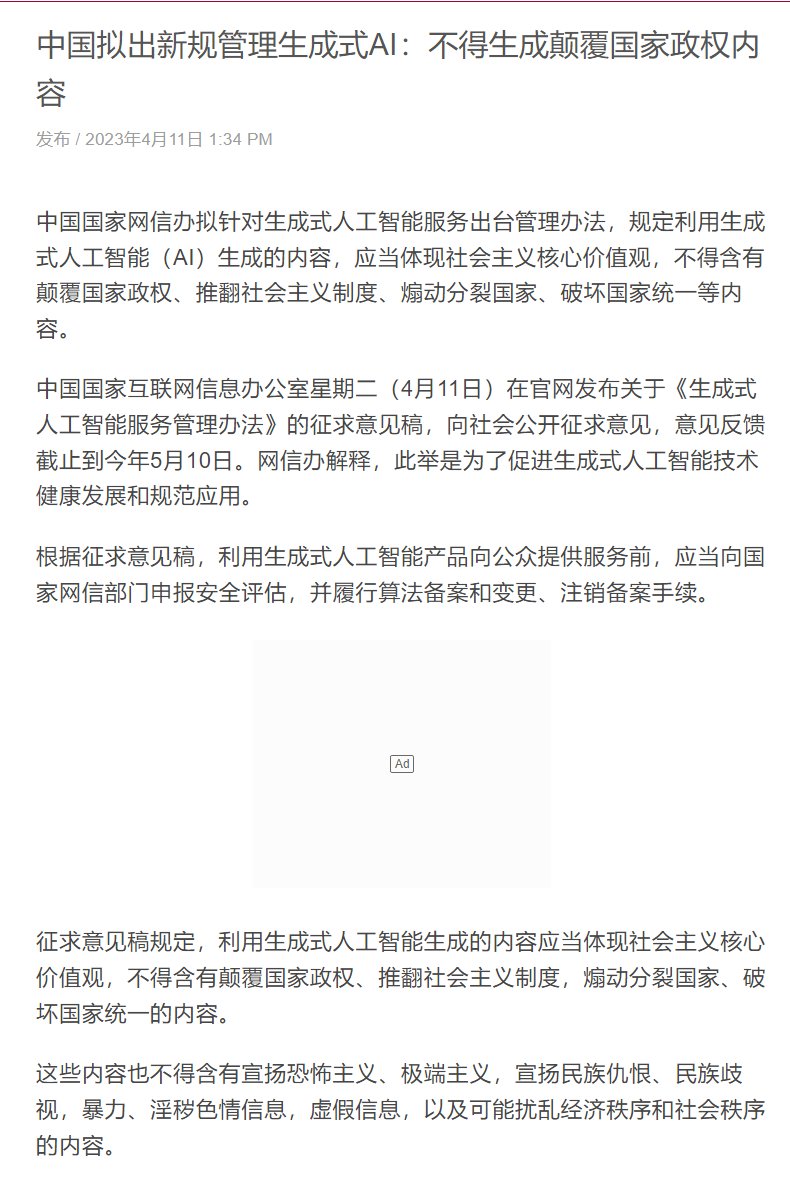 中国拟出新规管理生成式AI：不得生成颠覆国家政权内
容
发布 / 2023年4月11日 1:34 PM
中国国家网信办拟针对生成式人工智能服务出台管理办法，规定利用生成
式人工智能（AI）生成的内容，应当体现社会主义核心价值观，不得含有
颠覆国家政权、推翻社会主义制度、煽动分裂国家、破坏国家统一等内
容。
中国国家互联网信息办公室星期二（4月11日）在官网发布关于《生成式
人工智能服务管理办法》的征求意见稿，向社会公开征求意见，意见反馈
截止到今年5月10日。网信办解释，此举是为了促进生成式人工智能技术
健康发展和规范应用。
根据征求意见稿，利用生成式人工智能产品向公众提供服务前，应当向国
家网信部门申报安全评估，并履行算法备案和变更、注销备案手续。
Ad
征求意见稿规定，利用生成式人工智能生成的内容应当体现社会主义核心
价值观，不得含有颠覆国家政权、推翻社会主义制度，煽动分裂国家、破
坏国家统一的内容。
这些内容也不得含有宣扬恐怖主义、极端主义，宣扬民族仇恨、民族歧
视，暴力、淫秽色情信息，虚假信息，以及可能扰乱经济秩序和社会秩序
的内容。